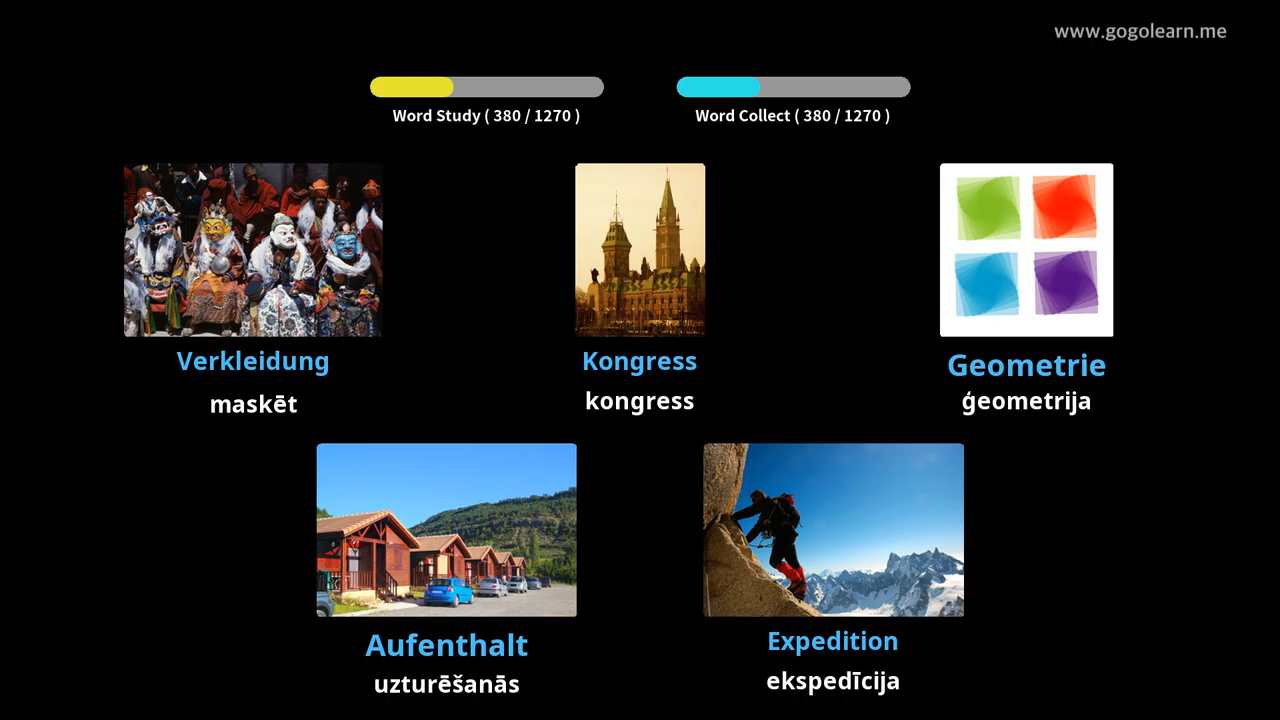 www.gogolearn.me
Word Study ( 380 / 1270 )
Word Collect ( 380 / 1270 )
Verkleidung
maskēt
Kongress
kongress
Geometrie
ģeometrija
Aufenthalt
uzturēšanās
Expedition
ekspedīcija